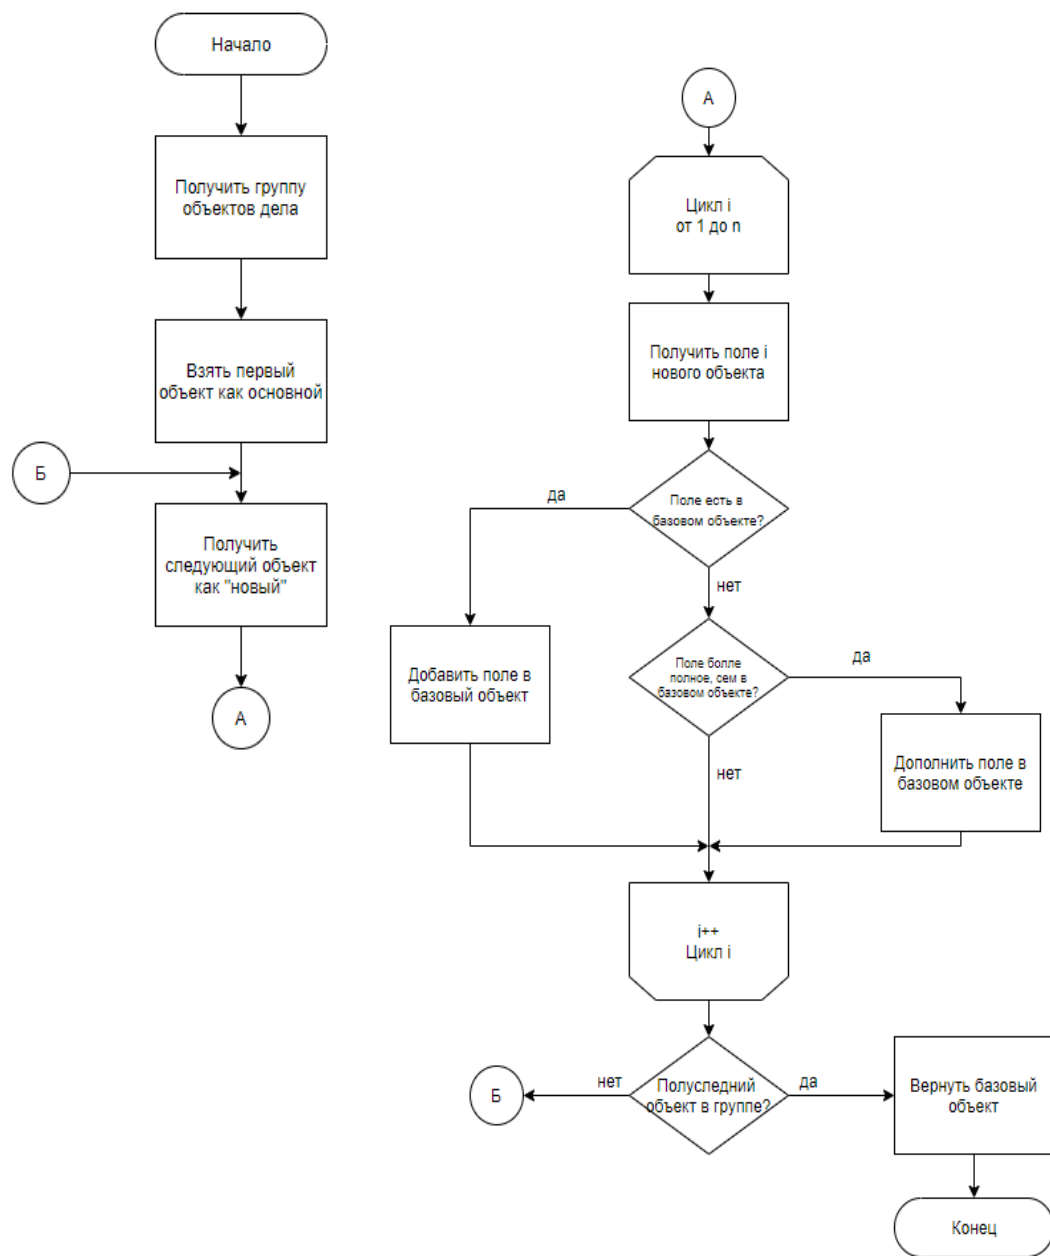 Начало
Получить группу
объектов дела
Взять первый
объект как основной
Б
Получить
следующий объект
как "новый"
А
А
Цикл i
от 1 до n
Получить поле i
нового объекта
Поле есть в
базовом объекте?
да
нет
Добавить поле в
базовый объект
Поле болле
полное, сем в
базовом объекте?
да
нет
Дополнить поле в
базовом объекте
i++
Цикл i
Полуследний
объект в группе?
нет
да
Б
Вернуть базовый
объект
Конец